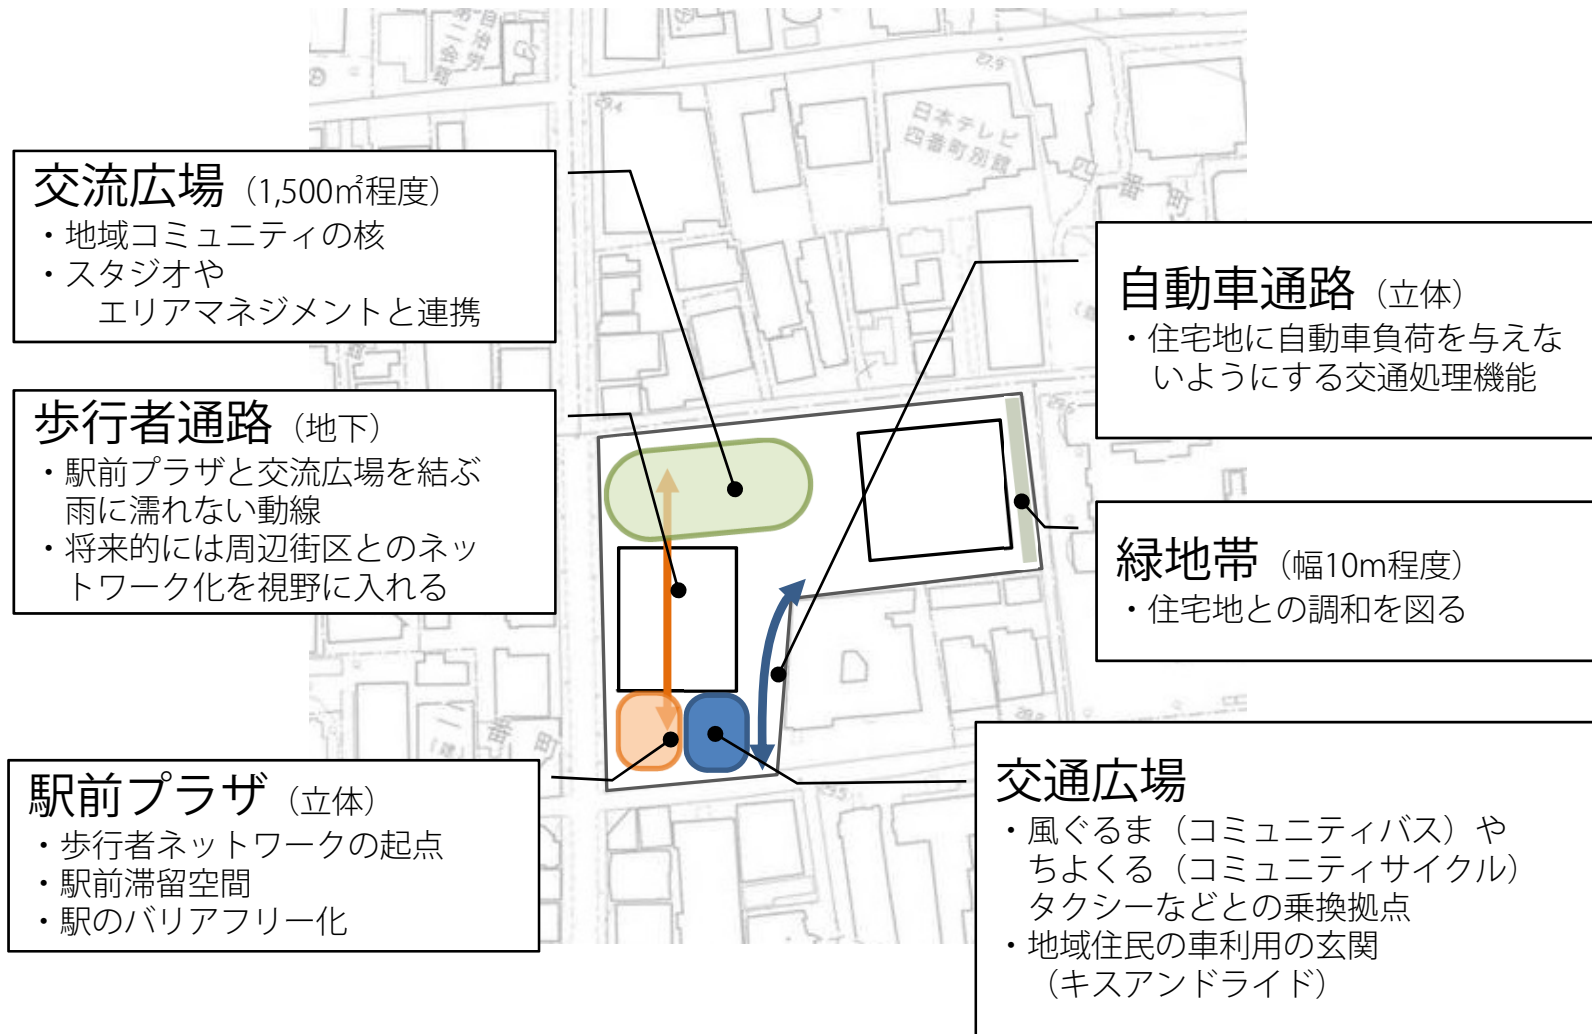 交流広場（1,500㎡程度）
・地域コミュニティの核
・スタジオや
エリアマネジメントと連携
歩行者通路（地下）
・駅前プラザと交流広場を結ぶ
雨に濡れない動線
・将来的には周辺街区とのネッ
トワーク化を視野に入れる
駅前プラザ（立体）
・歩行者ネットワークの起点
・駅前滞留空間
・駅のバリアフリー化
自動車通路（立体）
・住宅地に自動車負荷を与えな
いようにする交通処理機能
緑地帯（幅10m程度）
・住宅地との調和を図る
交通広場
・風ぐるま（コミュニティバス）や
ちよくる（コミュニティサイクル）
タクシーなどとの乗換拠点
・地域住民の車利用の玄関
（キスアンドライド）
27.9
29.4
日本テレビ
四番町別館
四番町
二番町